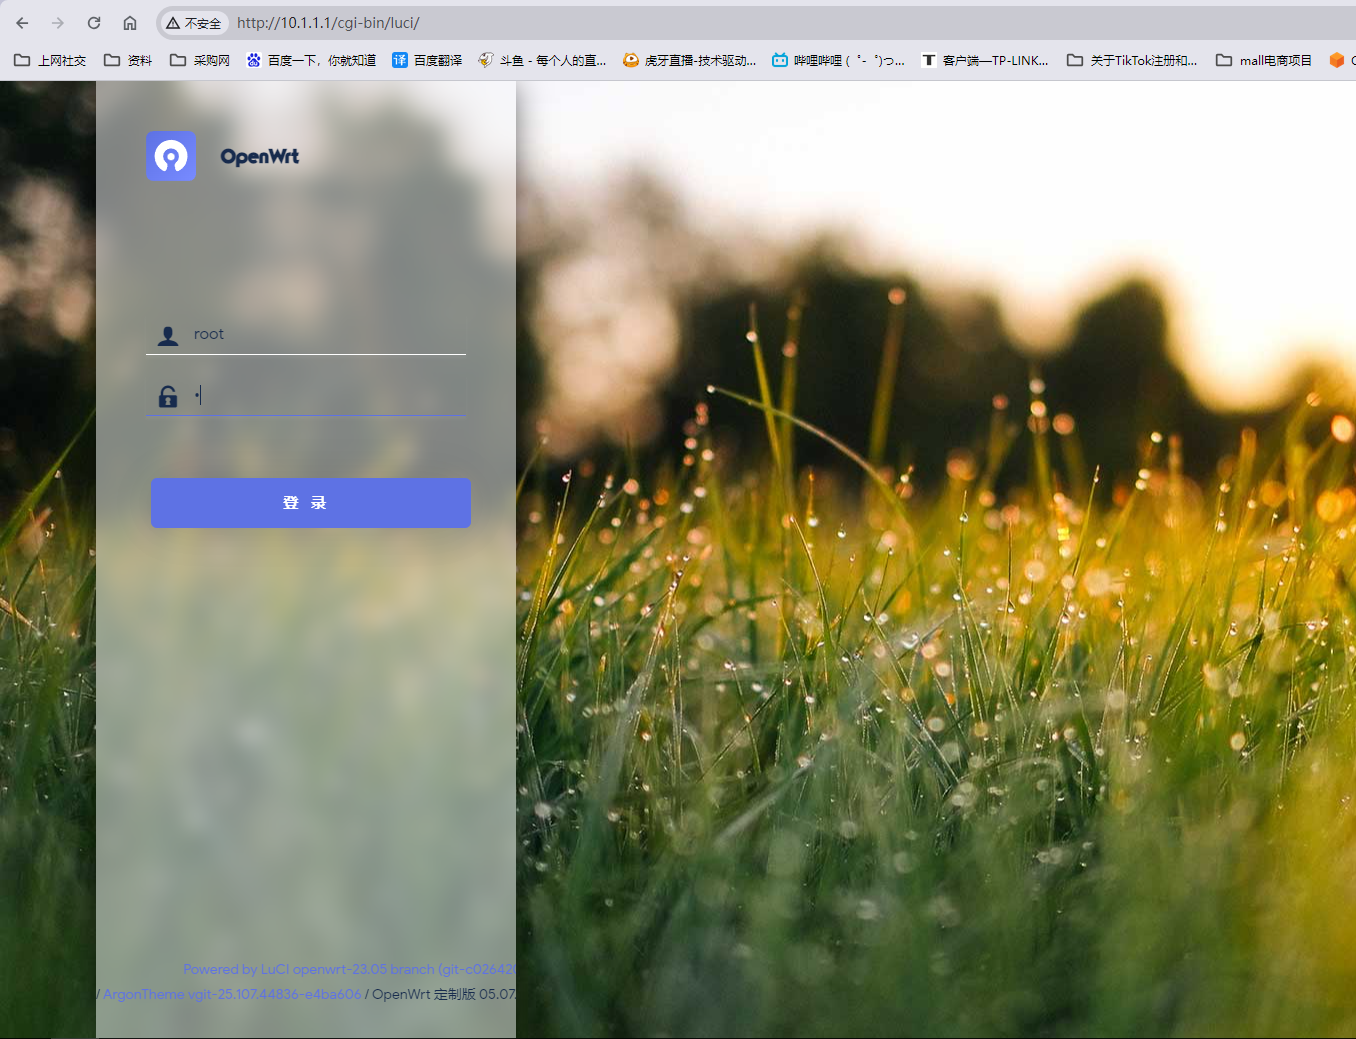 不安全 http://10.1.1.1/cgi-bin/luci/
上网社交 资料 采购网 百度一下，你就知道 百度翻译 斗鱼 - 每个人的直... 虎牙直播-技术驱动... 哔哩哔哩 (゜-゜)つ... 客户端—TP-LINK... 关于TikTok注册和... mall电商项目
OpenWrt
root
登 录
Powered by LuCI openwrt-23.05 branch (git-c02642
/ ArgonTheme vgit-25.107.44836-e4ba606 / OpenWrt 定制版 05.07.